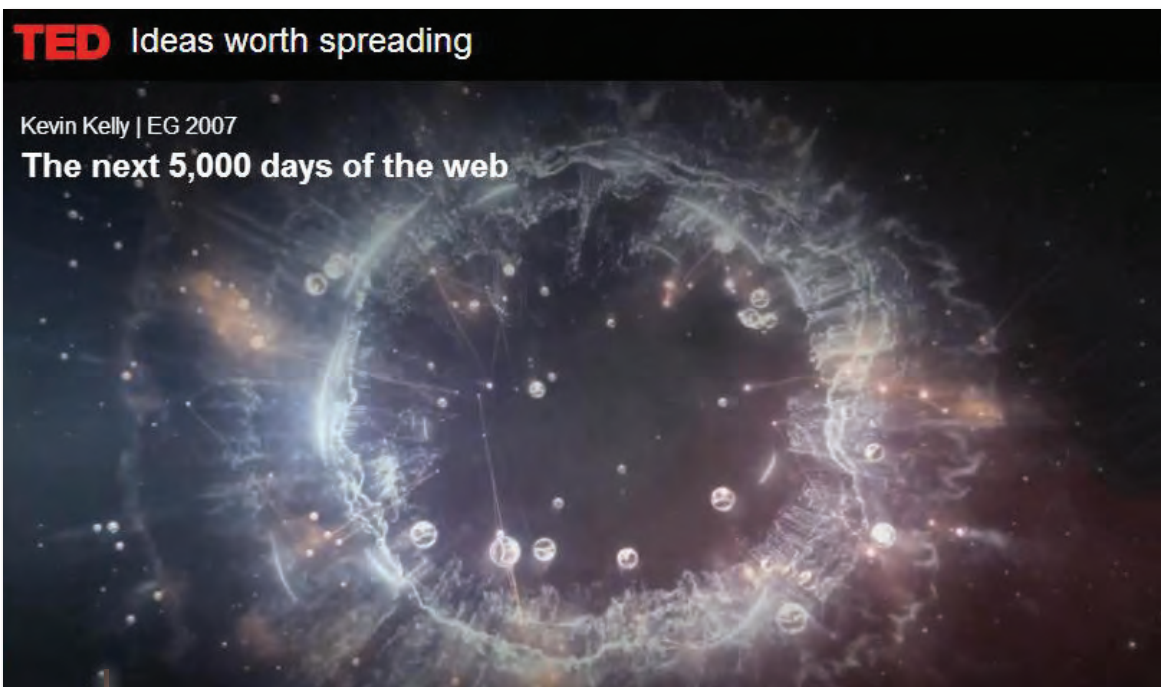 TED Ideas worth spreading
Kevin Kelly | EG 2007
The next 5,000 days of the web